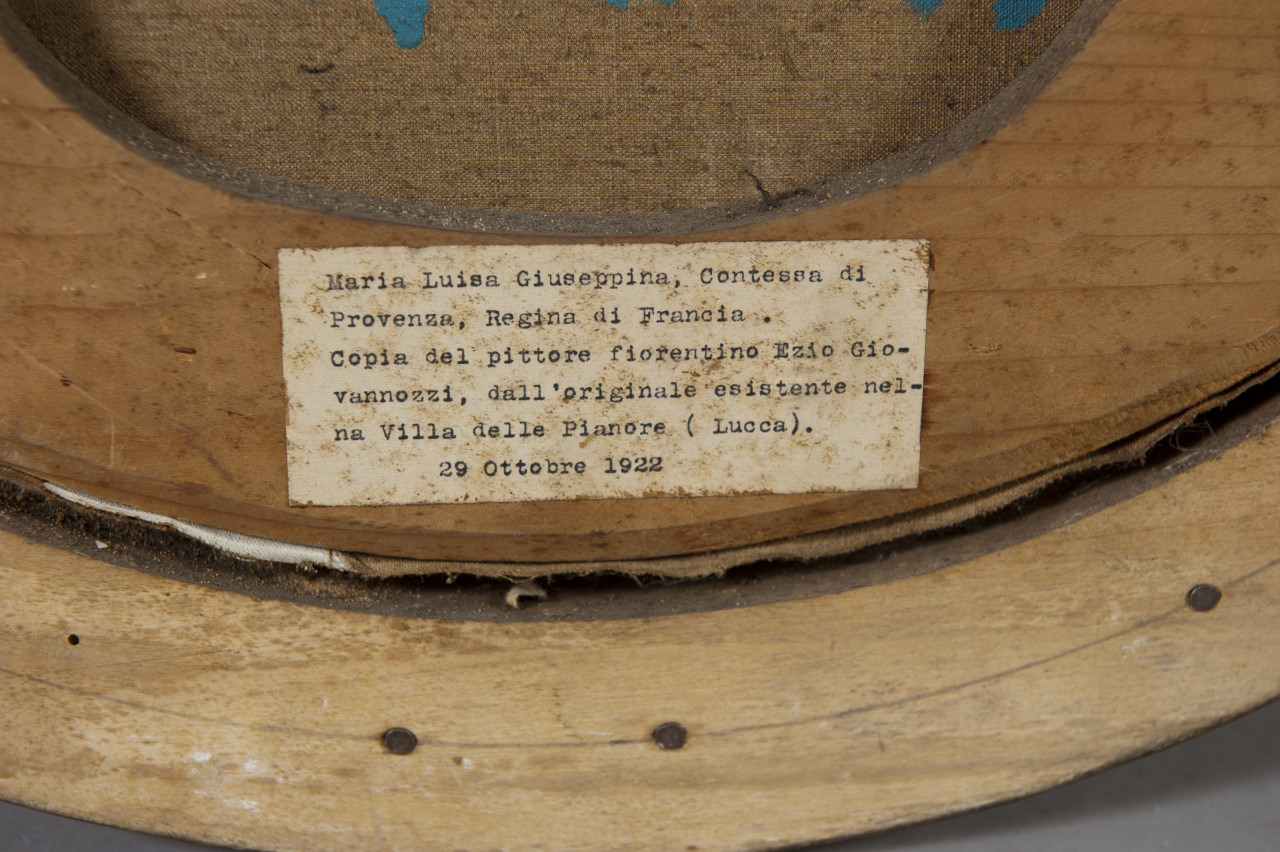 Maria Luisa Giuseppina, Contessa di
Provenza, Regina di Francia .
Copia del pittore fiorentino Ezio Gio-
vannozzi, dall'originale esistente nel-
na Villa delle Pianore ( Lucca).
29 Ottobre 1922